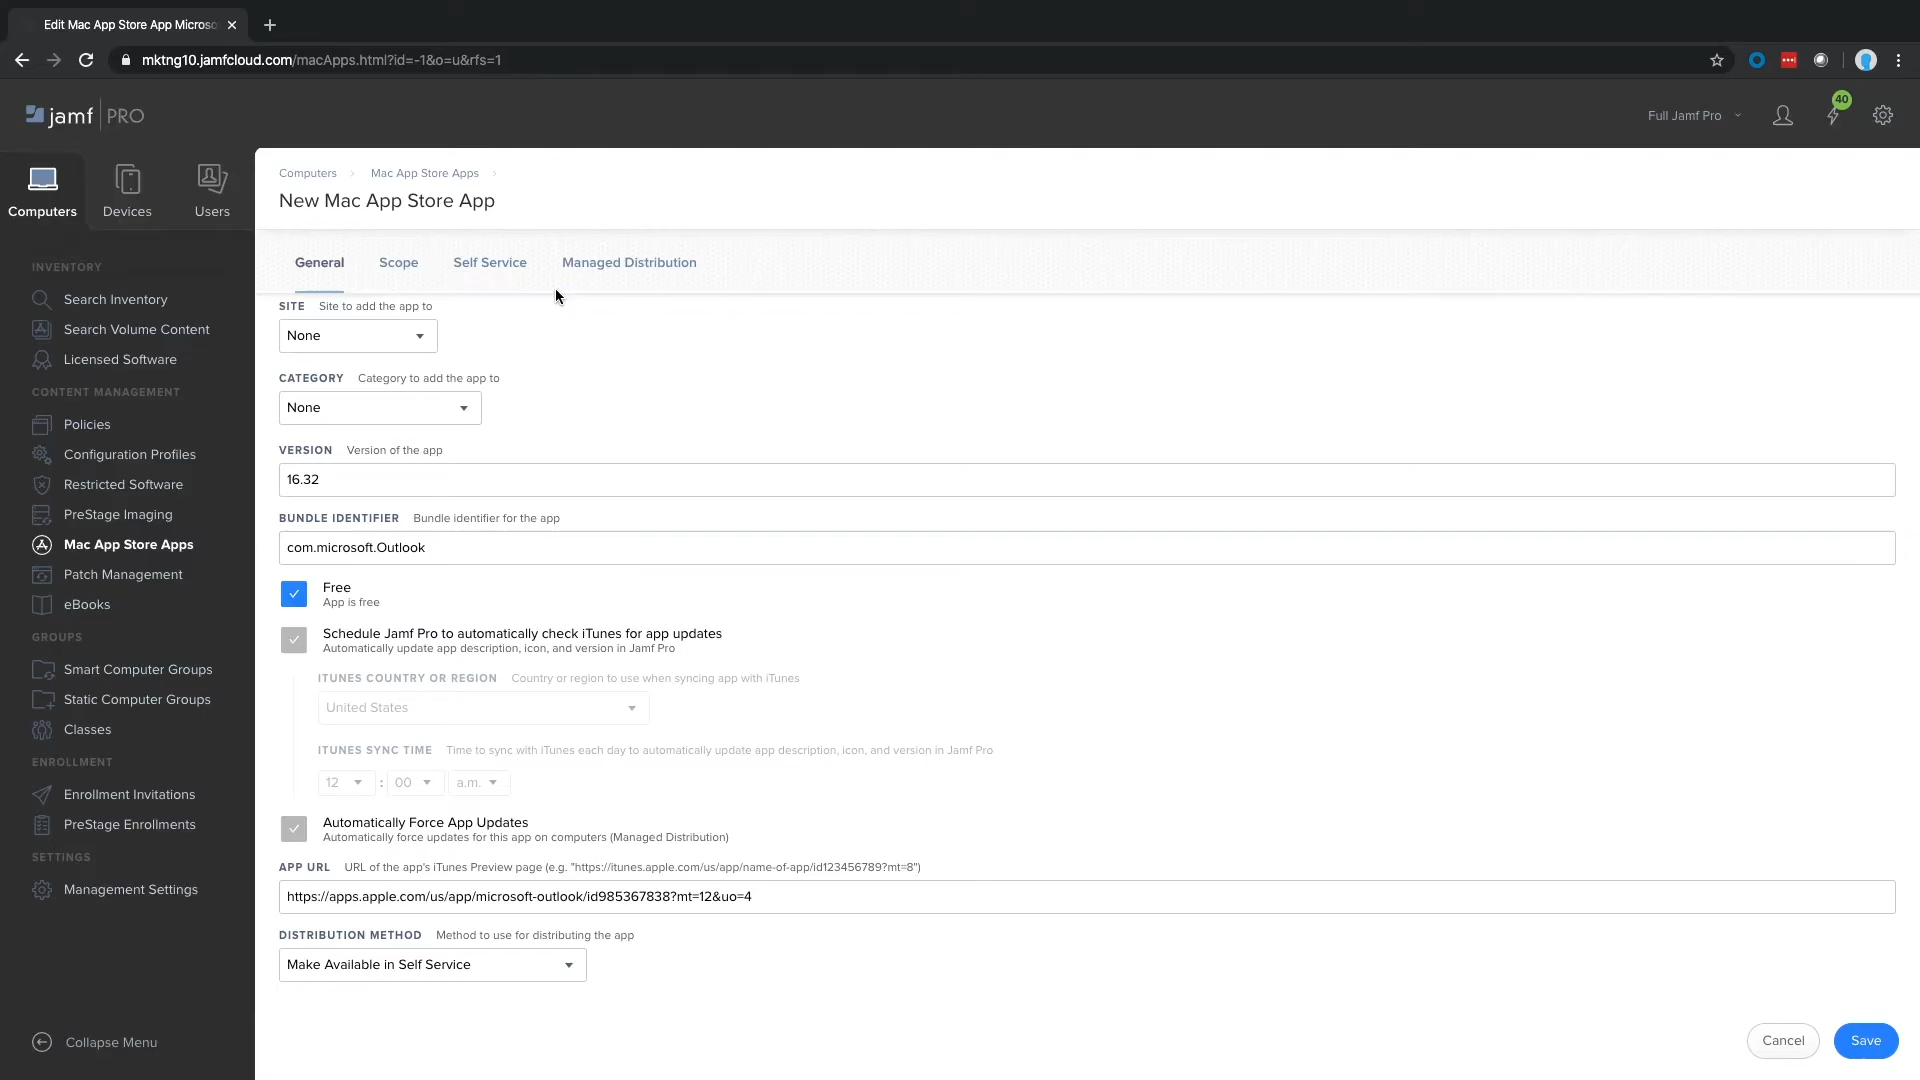 Edit Mac App Store App Microso
mktng10.jamfcloud.com/macApps.html?id=-1&o=u&rfs=1
jamf PRO
Full Jamf Pro
40
Computers
Devices
Users
INVENTORY
Search Inventory
Search Volume Content
Licensed Software
CONTENT MANAGEMENT
Policies
Configuration Profiles
Restricted Software
PreStage Imaging
Mac App Store Apps
Patch Management
eBooks
GROUPS
Smart Computer Groups
Static Computer Groups
Classes
ENROLLMENT
Enrollment Invitations
PreStage Enrollments
SETTINGS
Management Settings
Collapse Menu
Computers Mac App Store Apps
New Mac App Store App
General Scope Self Service Managed Distribution
SITE Site to add the app to
None
CATEGORY Category to add the app to
None
VERSION Version of the app
16.32
BUNDLE IDENTIFIER Bundle identifier for the app
com.microsoft.Outlook
Free
App is free
Schedule Jamf Pro to automatically check iTunes for app updates
Automatically update app description, icon, and version in Jamf Pro
ITUNES COUNTRY OR REGION Country or region to use when syncing app with iTunes
United States
ITUNES SYNC TIME Time to sync with iTunes each day to automatically update app description, icon, and version in Jamf Pro
12 : 00 a.m.
Automatically Force App Updates
Automatically force updates for this app on computers (Managed Distribution)
APP URL URL of the app's iTunes Preview page (e.g. "https://itunes.apple.com/us/app/name-of-app/id123456789?mt=8")
https://apps.apple.com/us/app/microsoft-outlook/id985367838?mt=12&uo=4
DISTRIBUTION METHOD Method to use for distributing the app
Make Available in Self Service
Cancel Save